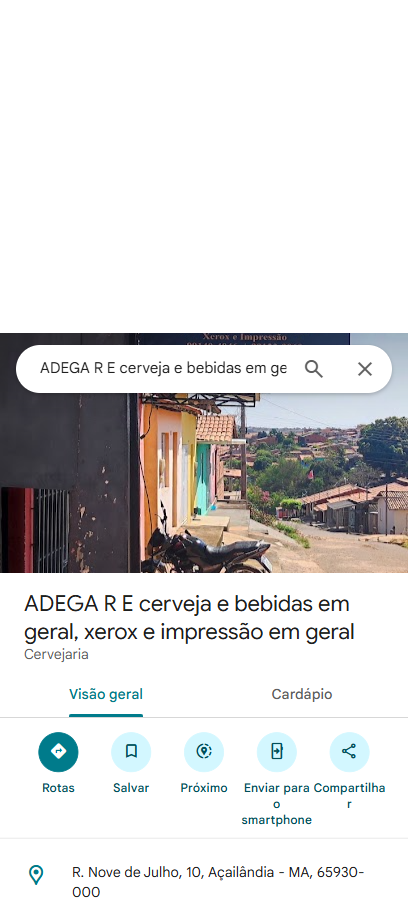 Xerox e Impressão
ADEGA R E cerveja e bebidas em ge
ADEGA R E cerveja e bebidas em
geral, xerox e impressão em geral
Cervejaria
Visão geral
Cardápio
Rotas
Salvar
Próximo
Enviar para
o
smartphone
Compartilha
r
R. Nove de Julho, 10, Açailândia - MA, 65930-
000